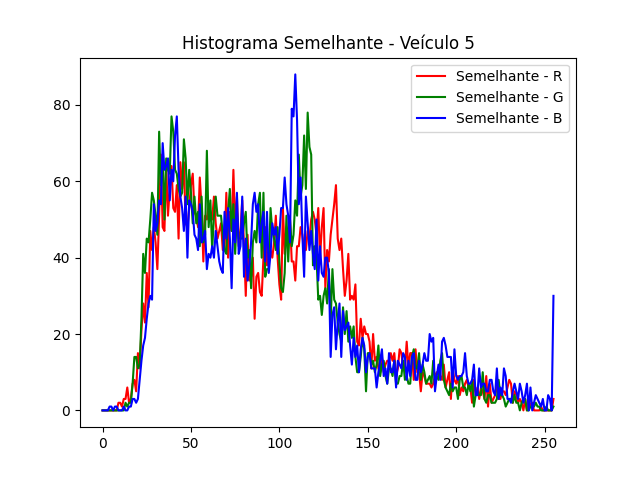 Histograma Semelhante - Veículo 5
Semelhante - R
Semelhante - G
Semelhante - B
80
60
40
20
0
0 50 100 150 200 250